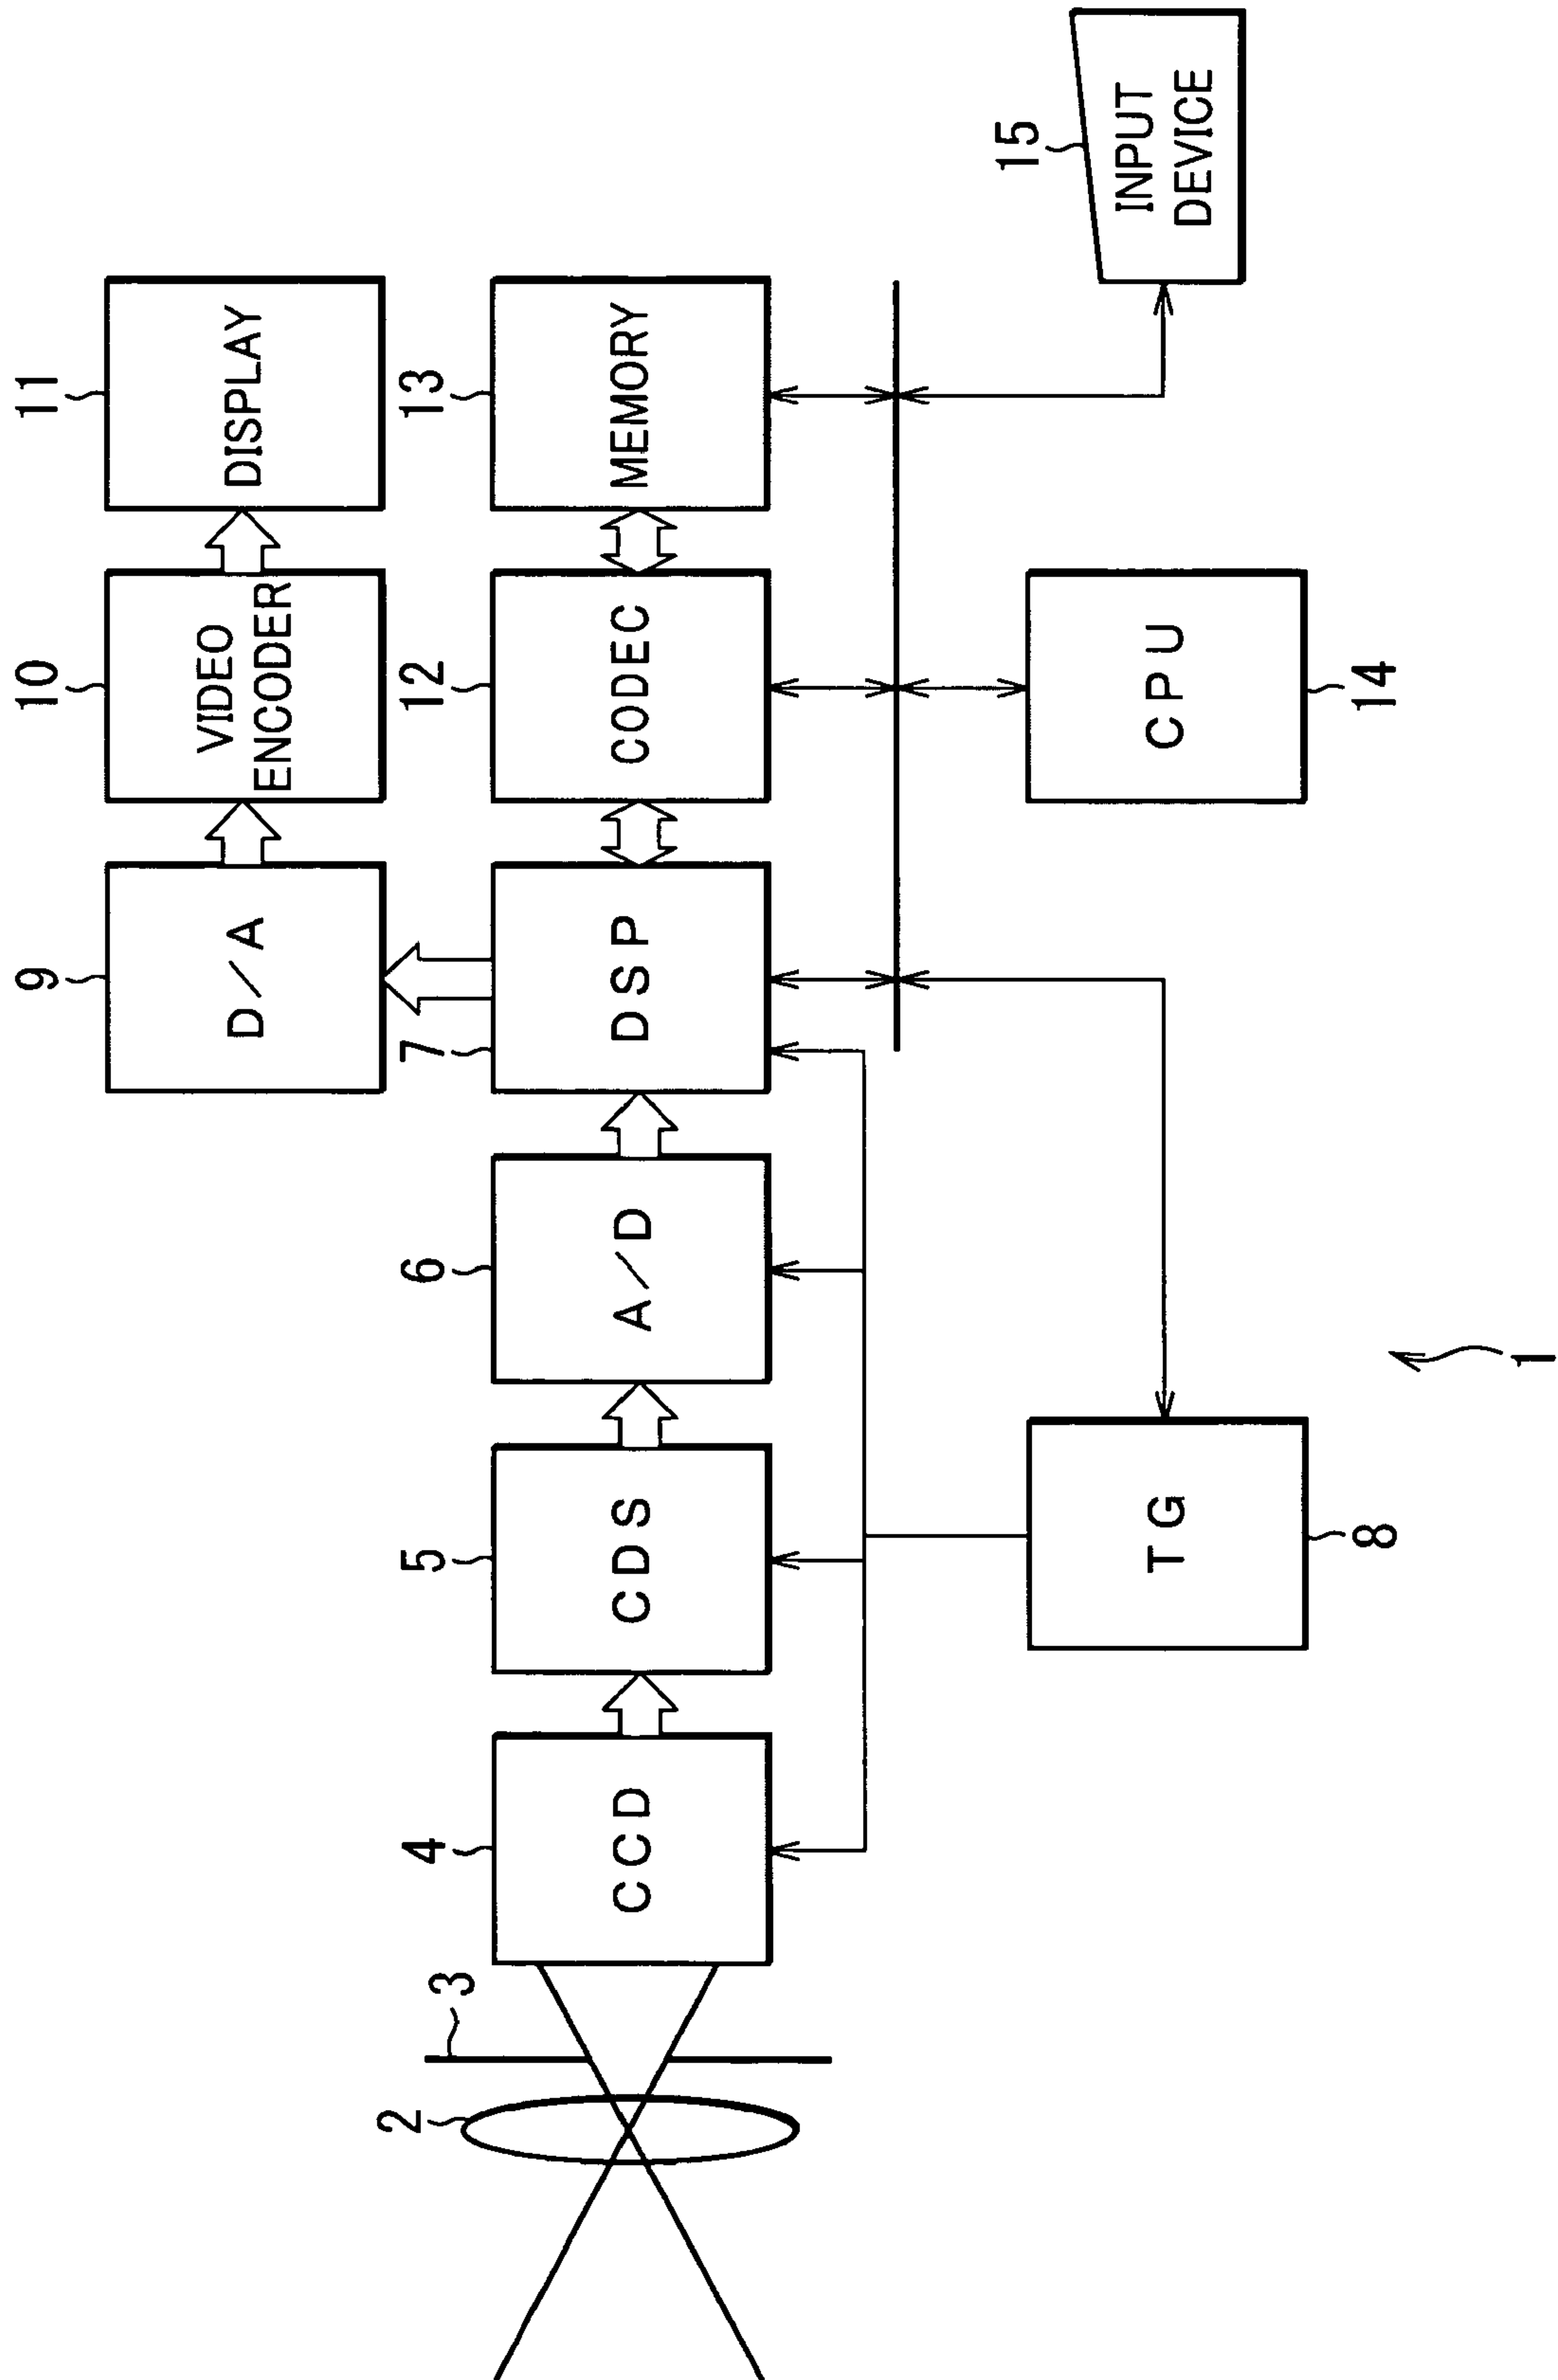 9
10
11
D/A
VIDEO
ENCODER
DISPLAY
2
3
4
5
6
7
12
13
CCD
CDS
A/D
DSP
CODEC
MEMORY
15
INPUT
DEVICE
TG
CPU
8
14
1